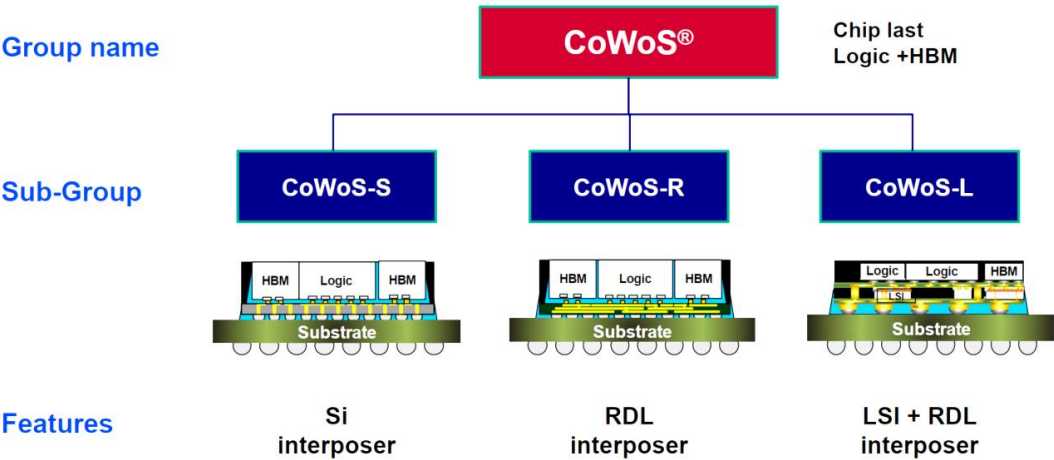 Group name
CoWoS®
Chip last
Logic +HBM
Sub-Group
CoWoS-S
CoWoS-R
CoWoS-L
HBM Logic HBM
Substrate
HBM Logic HBM
Substrate
Logic Logic HBM
LSI
Substrate
Features
Si
interposer
RDL
interposer
LSI + RDL
interposer